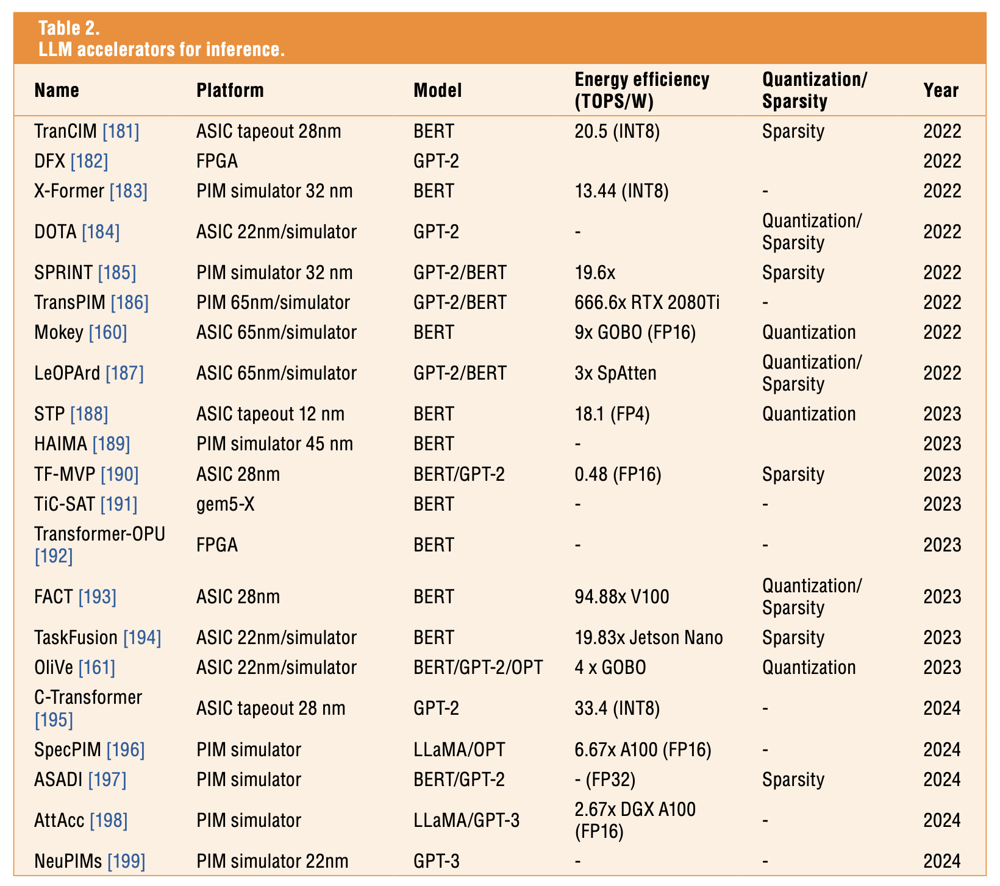 Table 2.
LLM accelerators for inference.
Name Platform Model Energy efficiency (TOPS/W) Quantization/ Sparsity Year
TranCIM [181] ASIC tapeout 28nm BERT 20.5 (INT8) Sparsity 2022
DFX [182] FPGA GPT-2 2022
X-Former [183] PIM simulator 32 nm BERT 13.44 (INT8) - 2022
DOTA [184] ASIC 22nm/simulator GPT-2 - Quantization/ Sparsity 2022
SPRINT [185] PIM simulator 32 nm GPT-2/BERT 19.6x Sparsity 2022
TransPIM [186] PIM 65nm/simulator GPT-2/BERT 666.6x RTX 2080Ti - 2022
Mokey [160] ASIC 65nm/simulator BERT 9x GOBO (FP16) Quantization 2022
LeOPArd [187] ASIC 65nm/simulator GPT-2/BERT 3x SpAtten Quantization/ Sparsity 2022
STP [188] ASIC tapeout 12 nm BERT 18.1 (FP4) Quantization 2023
HAIMA [189] PIM simulator 45 nm BERT - 2023
TF-MVP [190] ASIC 28nm BERT/GPT-2 0.48 (FP16) Sparsity 2023
TiC-SAT [191] gem5-X BERT - - 2023
Transformer-OPU [192] FPGA BERT - - 2023
FACT [193] ASIC 28nm BERT 94.88x V100 Quantization/ Sparsity 2023
TaskFusion [194] ASIC 22nm/simulator BERT 19.83x Jetson Nano Sparsity 2023
OliVe [161] ASIC 22nm/simulator BERT/GPT-2/OPT 4 x GOBO Quantization 2023
C-Transformer [195] ASIC tapeout 28 nm GPT-2 33.4 (INT8) - 2024
SpecPIM [196] PIM simulator LLaMA/OPT 6.67x A100 (FP16) - 2024
ASADI [197] PIM simulator BERT/GPT-2 - (FP32) Sparsity 2024
AttAcc [198] PIM simulator LLaMA/GPT-3 2.67x DGX A100 (FP16) - 2024
NeuPIMs [199] PIM simulator 22nm GPT-3 - - 2024